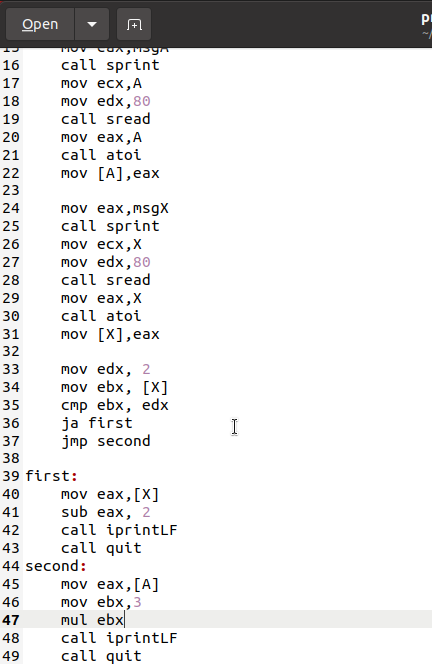 Open
15 mov eax,msgA
16 call sprint
17 mov ecx,A
18 mov edx,80
19 call sread
20 mov eax,A
21 call atoi
22 mov [A],eax
23
24 mov eax,msgX
25 call sprint
26 mov ecx,X
27 mov edx,80
28 call sread
29 mov eax,X
30 call atoi
31 mov [X],eax
32
33 mov edx, 2
34 mov ebx, [X]
35 cmp ebx, edx
36 ja first
37 jmp second
38
39 first:
40 mov eax,[X]
41 sub eax, 2
42 call iprintLF
43 call quit
44 second:
45 mov eax,[A]
46 mov ebx,3
47 mul ebx
48 call iprintLF
49 call quit